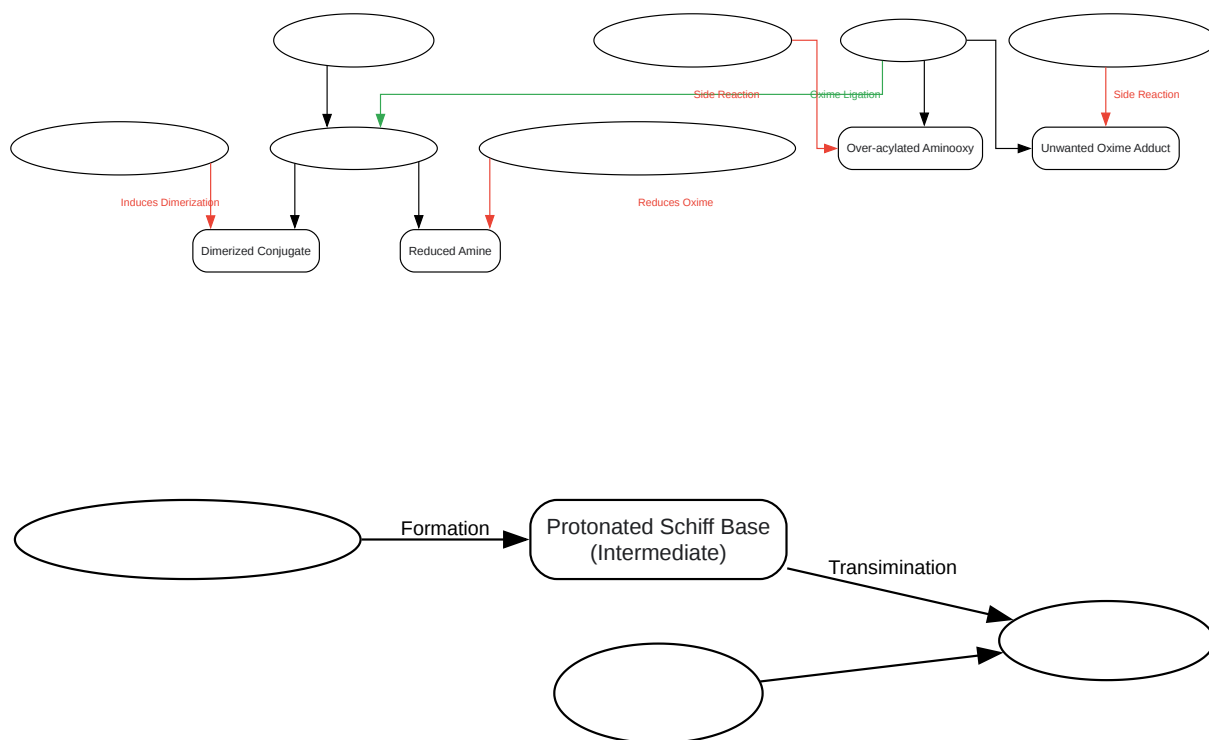 Side Reaction
Oxime Ligation
Side Reaction
Over-acylated Aminooxy
Unwanted Oxime Adduct
Induces Dimerization
Reduces Oxime
Dimerized Conjugate
Reduced Amine
Formation
Protonated Schiff Base
(Intermediate)
Transimination